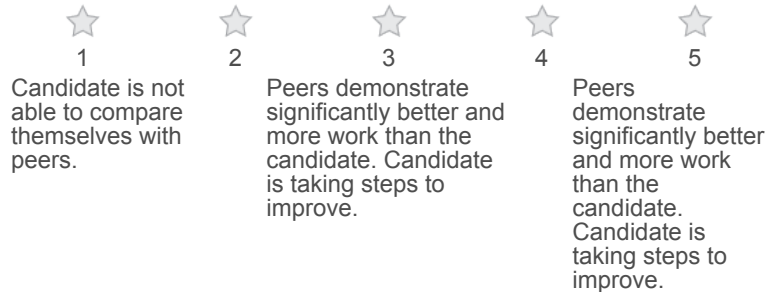 1 2 3 4 5
Candidate is not
able to compare
themselves with
peers.
Peers demonstrate
significantly better and
more work than the
candidate. Candidate
is taking steps to
improve.
Peers
demonstrate
significantly better
and more work
than the
candidate.
Candidate is
taking steps to
improve.